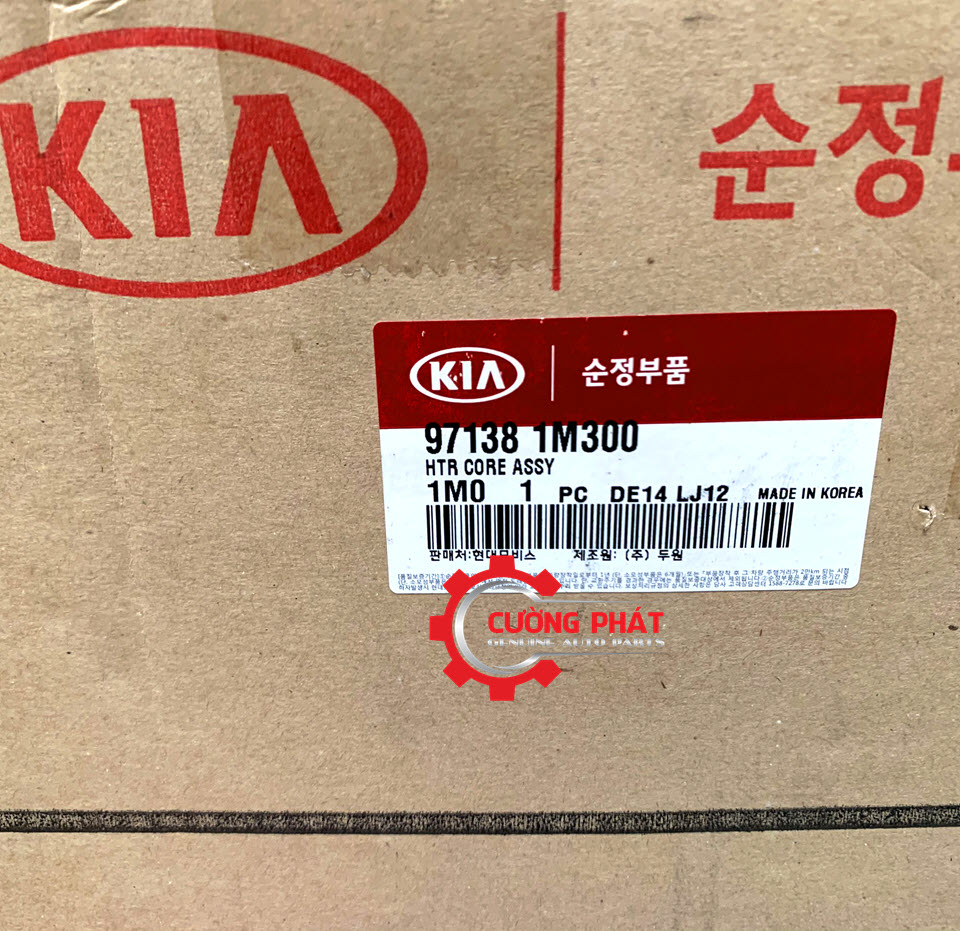 KIA
순정
KIA 순정부품
97138 1M300
HTR CORE ASSY
1M0 1 PC DE14 LJ12 MADE IN KOREA
판매처:현대모비스 제조원: (주) 두원
CƯỜNG PHÁT
GENUINE AUTO PARTS